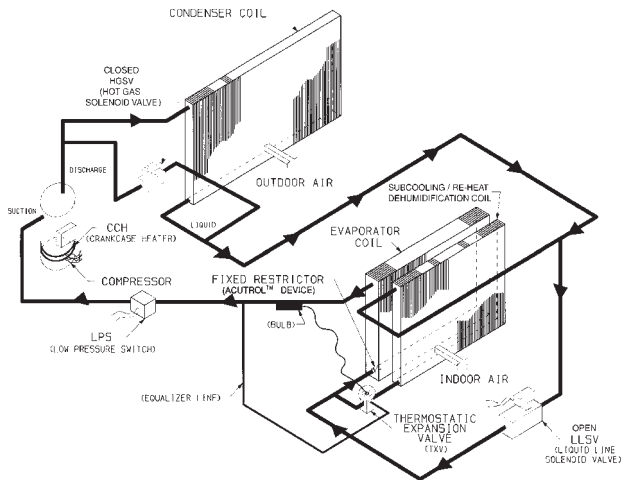 CONDENSER COIL
CLOSED
HGSV
(HOT GAS
SOLENOID VALVE)
DISCHARGE
OUTDOOR AIR
SUBCOOLING / RE-HEAT
DEHUMIDIFICATION COIL
SUCTION
LIQUID
CCH
(CRANKCASE HEATER)
EVAPORATOR
COIL
COMPRESSOR
FIXED RESTRICTOR
(ACUTROL™ DEVICE)
(BULB)
LPS
(LOW PRESSURE SWITCH)
INDOOR AIR
(EQUALIZER LINE)
THERMOSTATIC
EXPANSION
VALVE
(TXV)
OPEN
LLSV
(LIQUID LINE
SOLENOID VALVE)